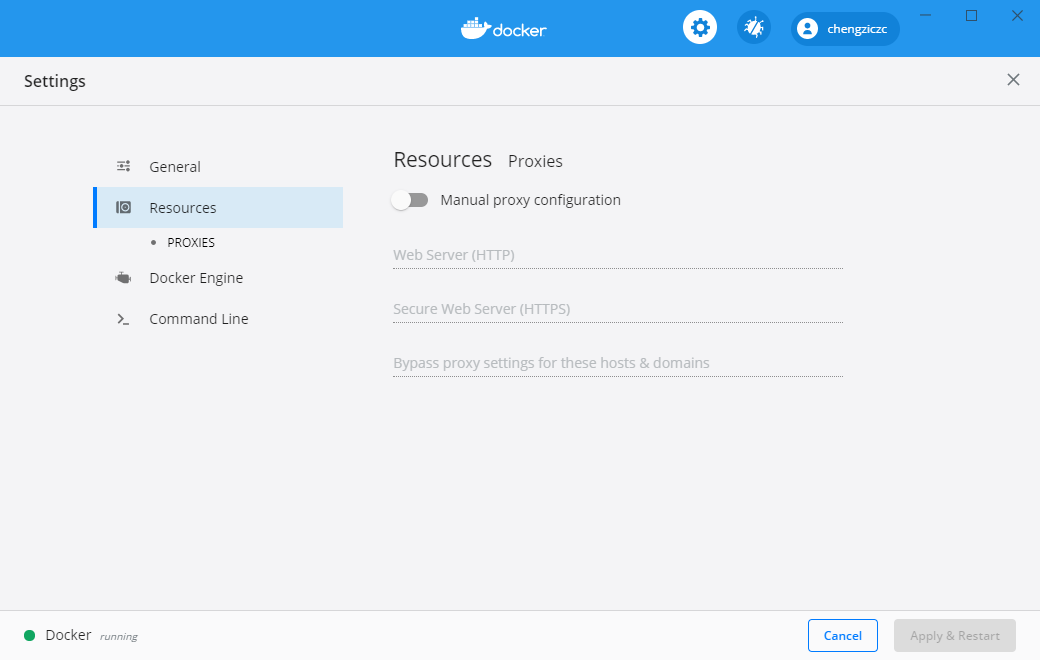 docker
chengziczc
Settings
General
Resources
PROXIES
Docker Engine
Command Line
Resources Proxies
Manual proxy configuration
Web Server (HTTP)
Secure Web Server (HTTPS)
Bypass proxy settings for these hosts & domains
Docker running
Cancel
Apply & Restart